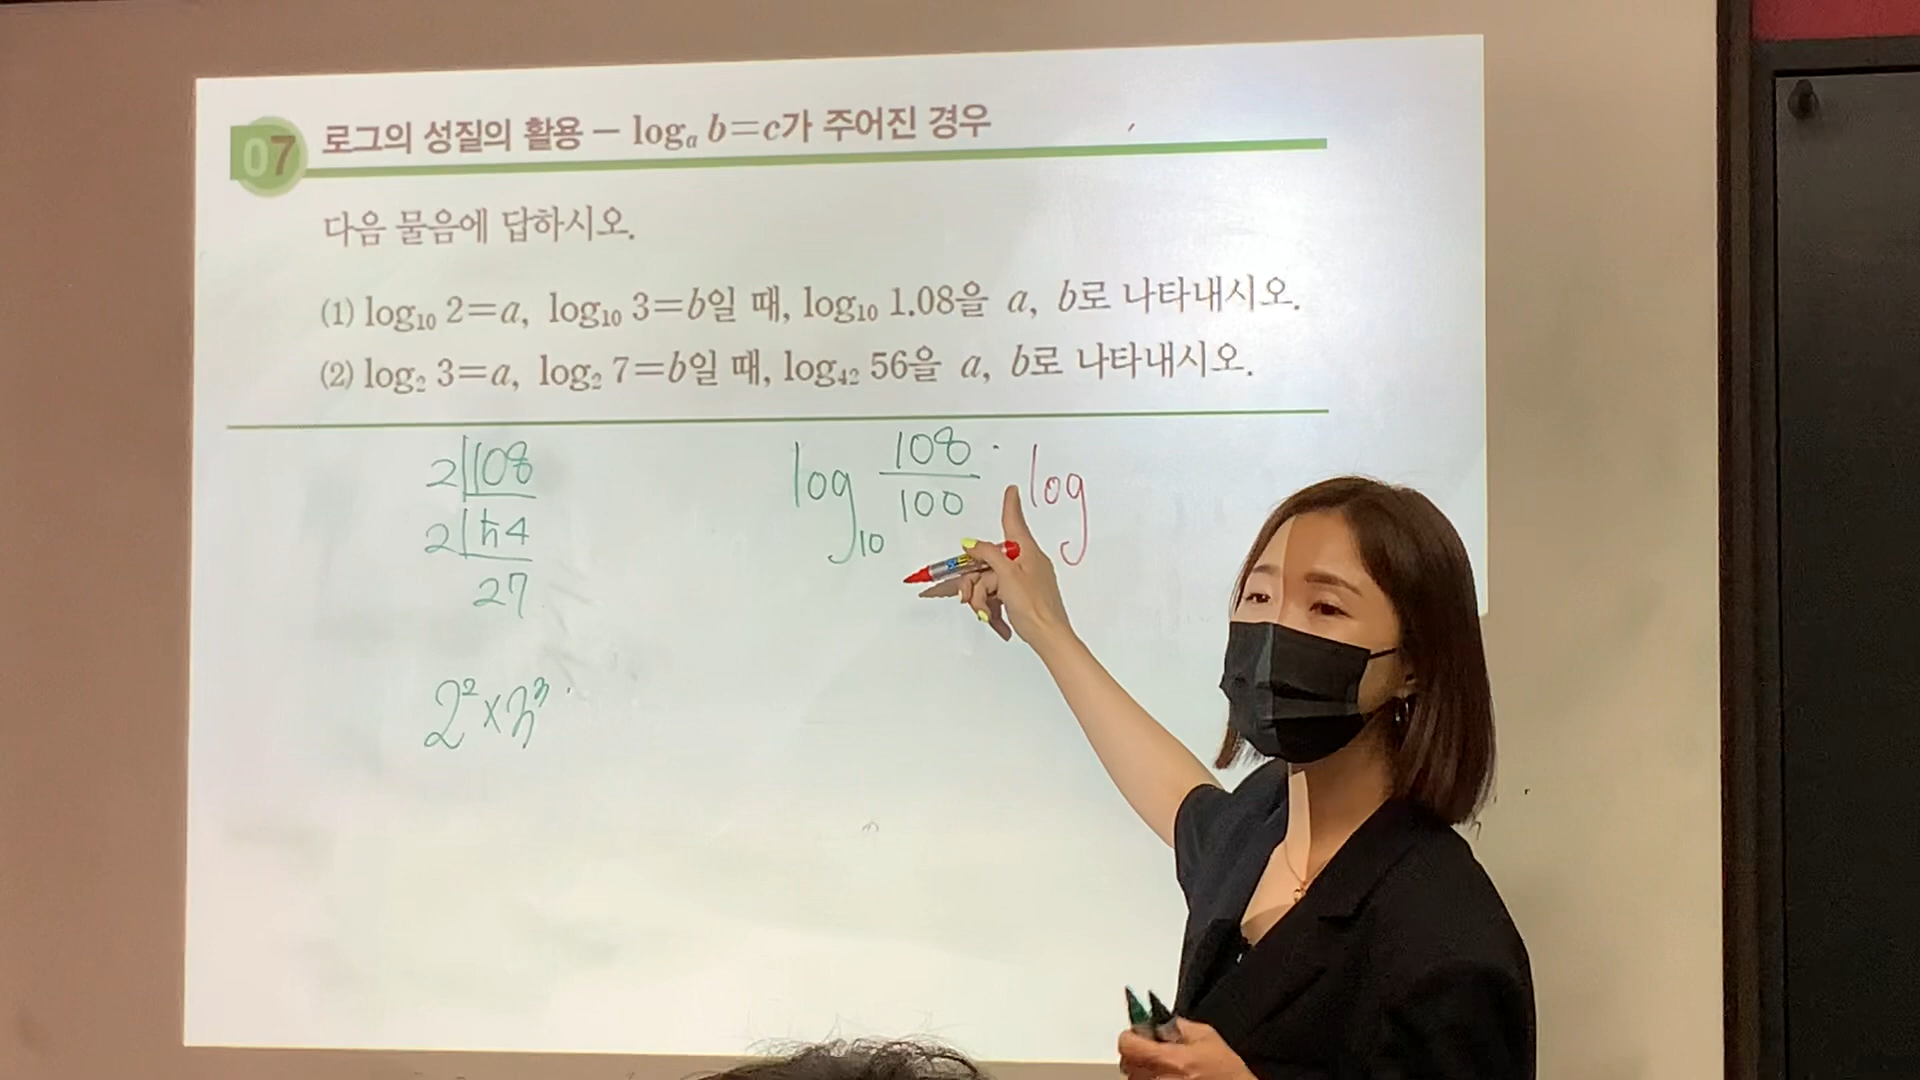 07 로그의 성질의 활용 – logₐ b=c가 주어진 경우
다음 물음에 답하시오.
(1) log₁₀ 2=a, log₁₀ 3=b일 때, log₁₀ 1.08을 a, b로 나타내시오.
(2) log₂ 3=a, log₂ 7=b일 때, log₄₂ 56을 a, b로 나타내시오.
2|108
2|54
27
2²×3³
log₁₀ 108/100 log